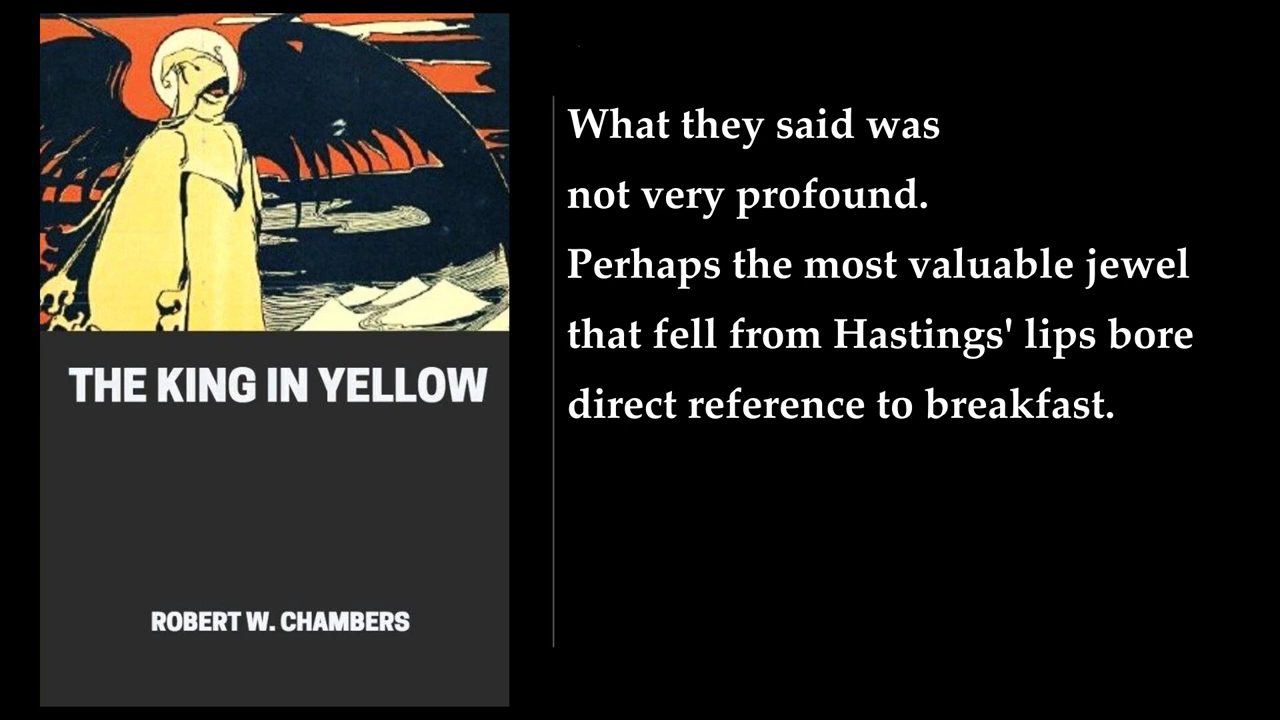 THE KING IN YELLOW
ROBERT W. CHAMBERS
What they said was
not very profound.
Perhaps the most valuable jewel
that fell from Hastings' lips bore
direct reference to breakfast.